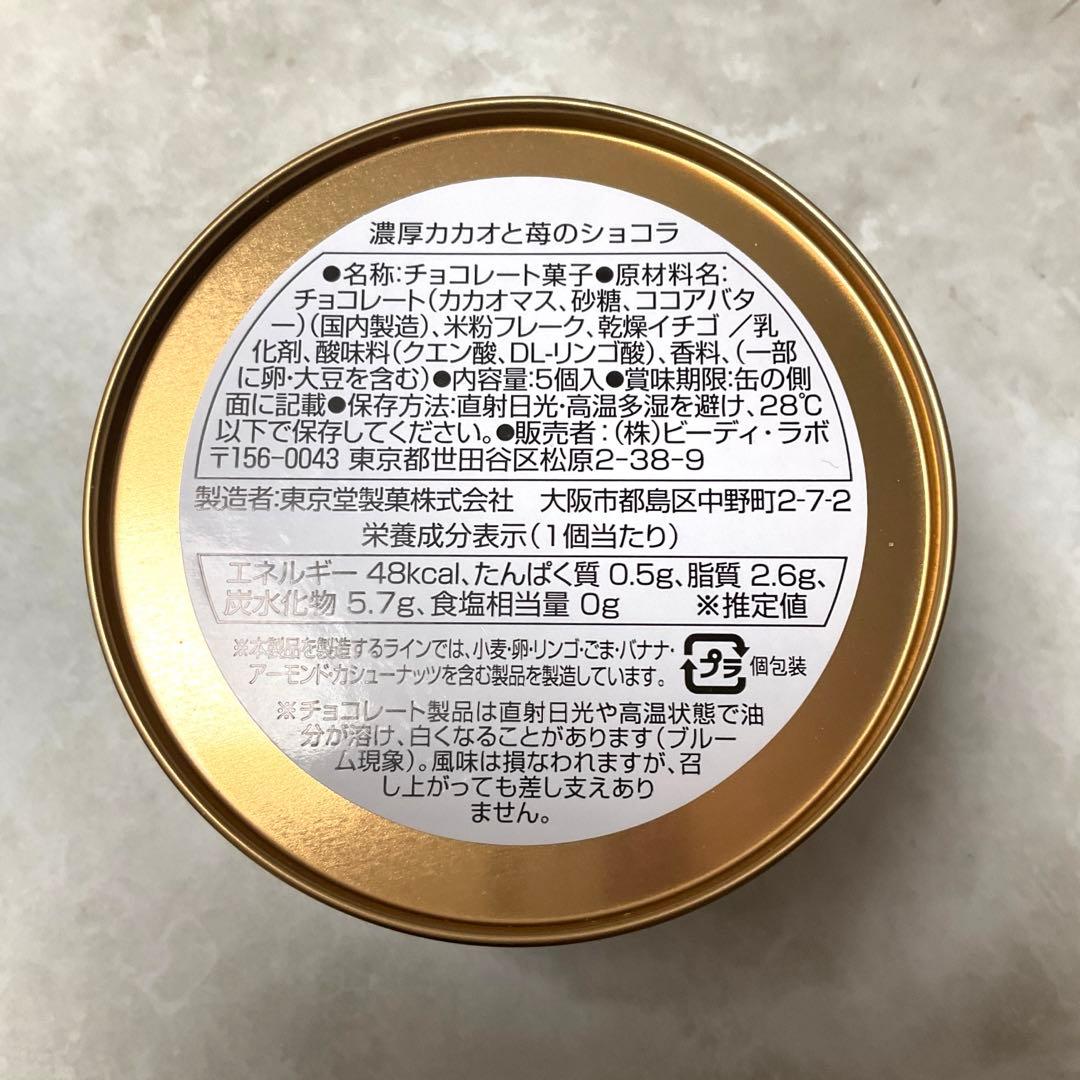 濃厚カカオと苺のショコラ
●名称:チョコレート菓子●原材料名:
チョコレート(カカオマス、砂糖、ココアバタ
ー)(国内製造)、米粉フレーク、乾燥イチゴ／乳
化剤、酸味料(クエン酸、DL-リンゴ酸)、香料、(一部
に卵・大豆を含む)●内容量:5個入●賞味期限:缶の側
面に記載●保存方法:直射日光・高温多湿を避け、28℃
以下で保存してください。●販売者:(株)ビーディ・ラボ
〒156-0043 東京都世田谷区松原2-38-9
製造者:東京堂製菓株式会社　大阪市都島区中野町2-7-2
栄養成分表示(1個当たり)
エネルギー 48kcal、たんぱく質 0.5g、脂質 2.6g、
炭水化物 5.7g、食塩相当量 0g　※推定値
※本製品を製造するラインでは、小麦・卵・リンゴ・ごま・バナナ・
アーモンド・カシューナッツを含む製品を製造しています。
プラ 個包装
※チョコレート製品は直射日光や高温状態で油
分が溶け、白くなることがあります(ブルー
ム現象)。風味は損なわれますが、召
し上がっても差し支えあり
ません。